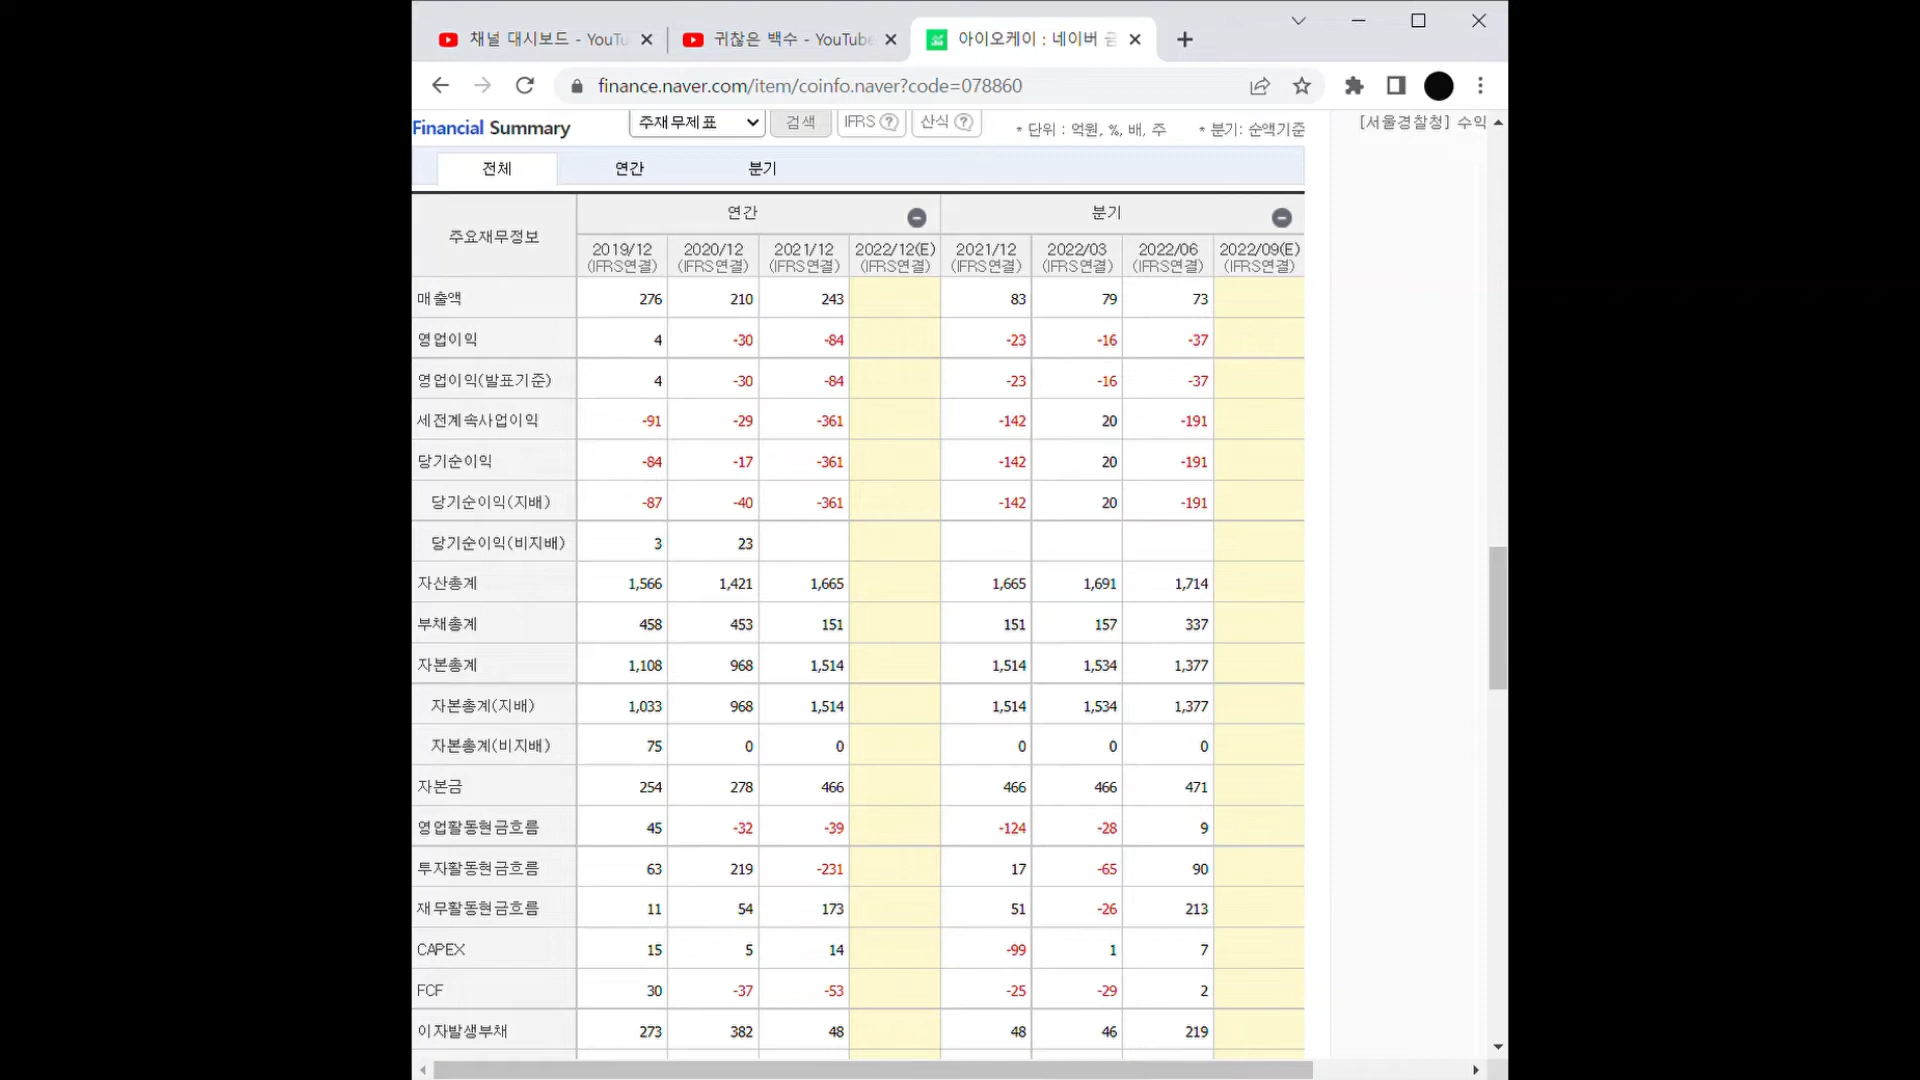 채널 대시보드 - YouTu
귀찮은 백수 - YouTube
아이오케이 : 네이버 금
finance.naver.com/item/coinfo.naver?code=078860
Financial Summary
주재무제표
검색
IFRS ?
산식 ?
* 단위 : 억원, %, 배, 주
* 분기: 순액기준
[서울경찰청] 수익
전체 연간 분기
주요재무정보 연간 분기
2019/12 2020/12 2021/12 2022/12(E) 2021/12 2022/03 2022/06 2022/09(E)
(IFRS연결) (IFRS연결) (IFRS연결) (IFRS연결) (IFRS연결) (IFRS연결) (IFRS연결) (IFRS연결)
매출액 276 210 243 83 79 73
영업이익 4 -30 -84 -23 -16 -37
영업이익(발표기준) 4 -30 -84 -23 -16 -37
세전계속사업이익 -91 -29 -361 -142 20 -191
당기순이익 -84 -17 -361 -142 20 -191
당기순이익(지배) -87 -40 -361 -142 20 -191
당기순이익(비지배) 3 23
자산총계 1,566 1,421 1,665 1,665 1,691 1,714
부채총계 458 453 151 151 157 337
자본총계 1,108 968 1,514 1,514 1,534 1,377
자본총계(지배) 1,033 968 1,514 1,514 1,534 1,377
자본총계(비지배) 75 0 0 0 0 0
자본금 254 278 466 466 466 471
영업활동현금흐름 45 -32 -39 -124 -28 9
투자활동현금흐름 63 219 -231 17 -65 90
재무활동현금흐름 11 54 173 51 -26 213
CAPEX 15 5 14 -99 1 7
FCF 30 -37 -53 -25 -29 2
이자발생부채 273 382 48 48 46 219